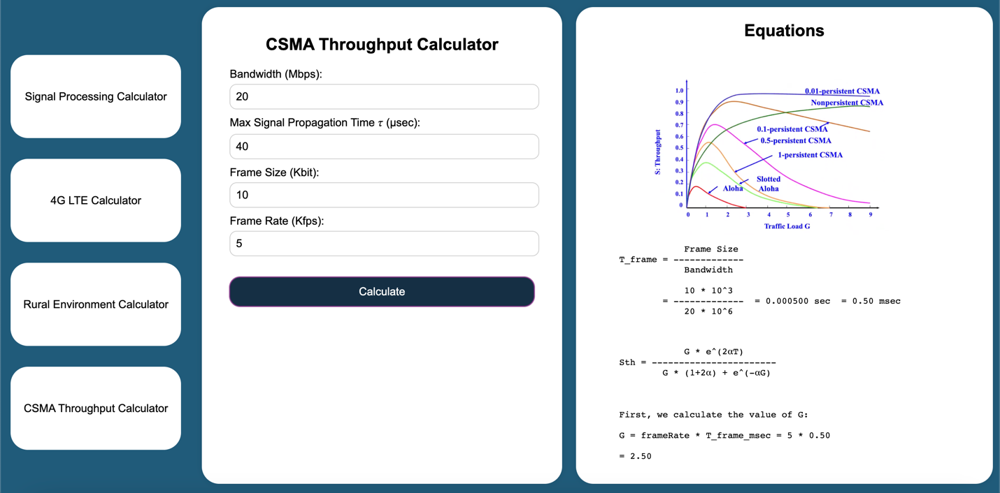 Signal Processing Calculator
4G LTE Calculator
Rural Environment Calculator
CSMA Throughput Calculator
CSMA Throughput Calculator
Bandwidth (Mbps):
20
Max Signal Propagation Time τ (μsec):
40
Frame Size (Kbit):
10
Frame Rate (Kfps):
5
Calculate
Equations
S: Throughput
1.0
0.9
0.8
0.7
0.6
0.5
0.4
0.3
0.2
0.1
0
0.01-persistent CSMA
Nonpersistent CSMA
0.1-persistent CSMA
0.5-persistent CSMA
1-persistent CSMA
Slotted
Aloha
Aloha
0 1 2 3 4 5 6 7 8 9
Traffic Load G
Frame Size
T_frame = -------------
Bandwidth
10 * 10^3
= ------------- = 0.000500 sec = 0.50 msec
20 * 10^6
G * e^(2αT)
Sth = -----------------------
G * (1+2α) + e^(-αG)
First, we calculate the value of G:
G = frameRate * T_frame_msec = 5 * 0.50
= 2.50